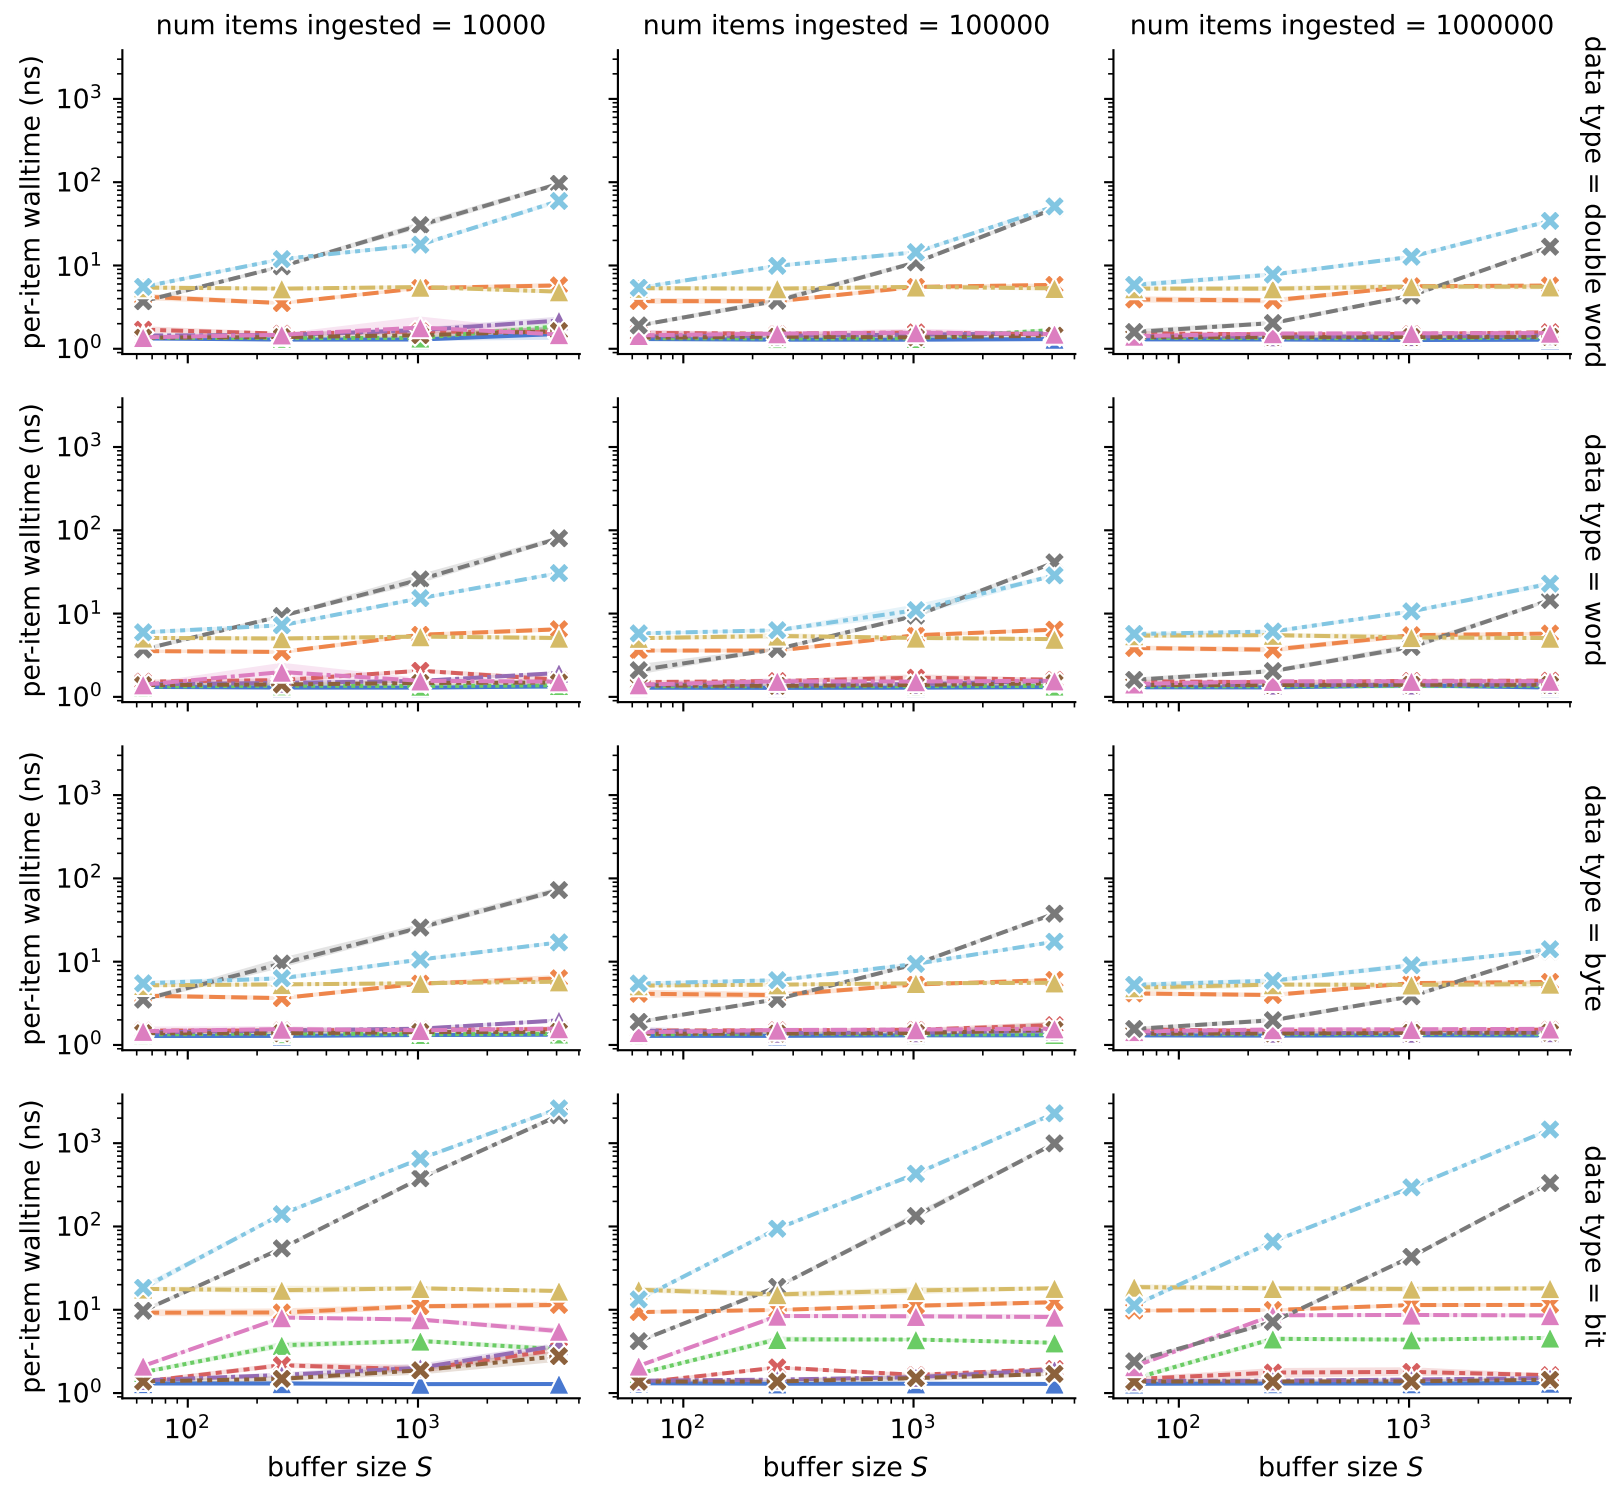 num items ingested = 10000
num items ingested = 100000
num items ingested = 1000000
per-item walltime (ns)
10³
10²
10¹
10⁰
data type = double word
per-item walltime (ns)
10³
10²
10¹
10⁰
data type = word
per-item walltime (ns)
10³
10²
10¹
10⁰
data type = byte
per-item walltime (ns)
10³
10²
10¹
10⁰
data type = bit
10² 10³
10² 10³
10² 10³
buffer size S
buffer size S
buffer size S